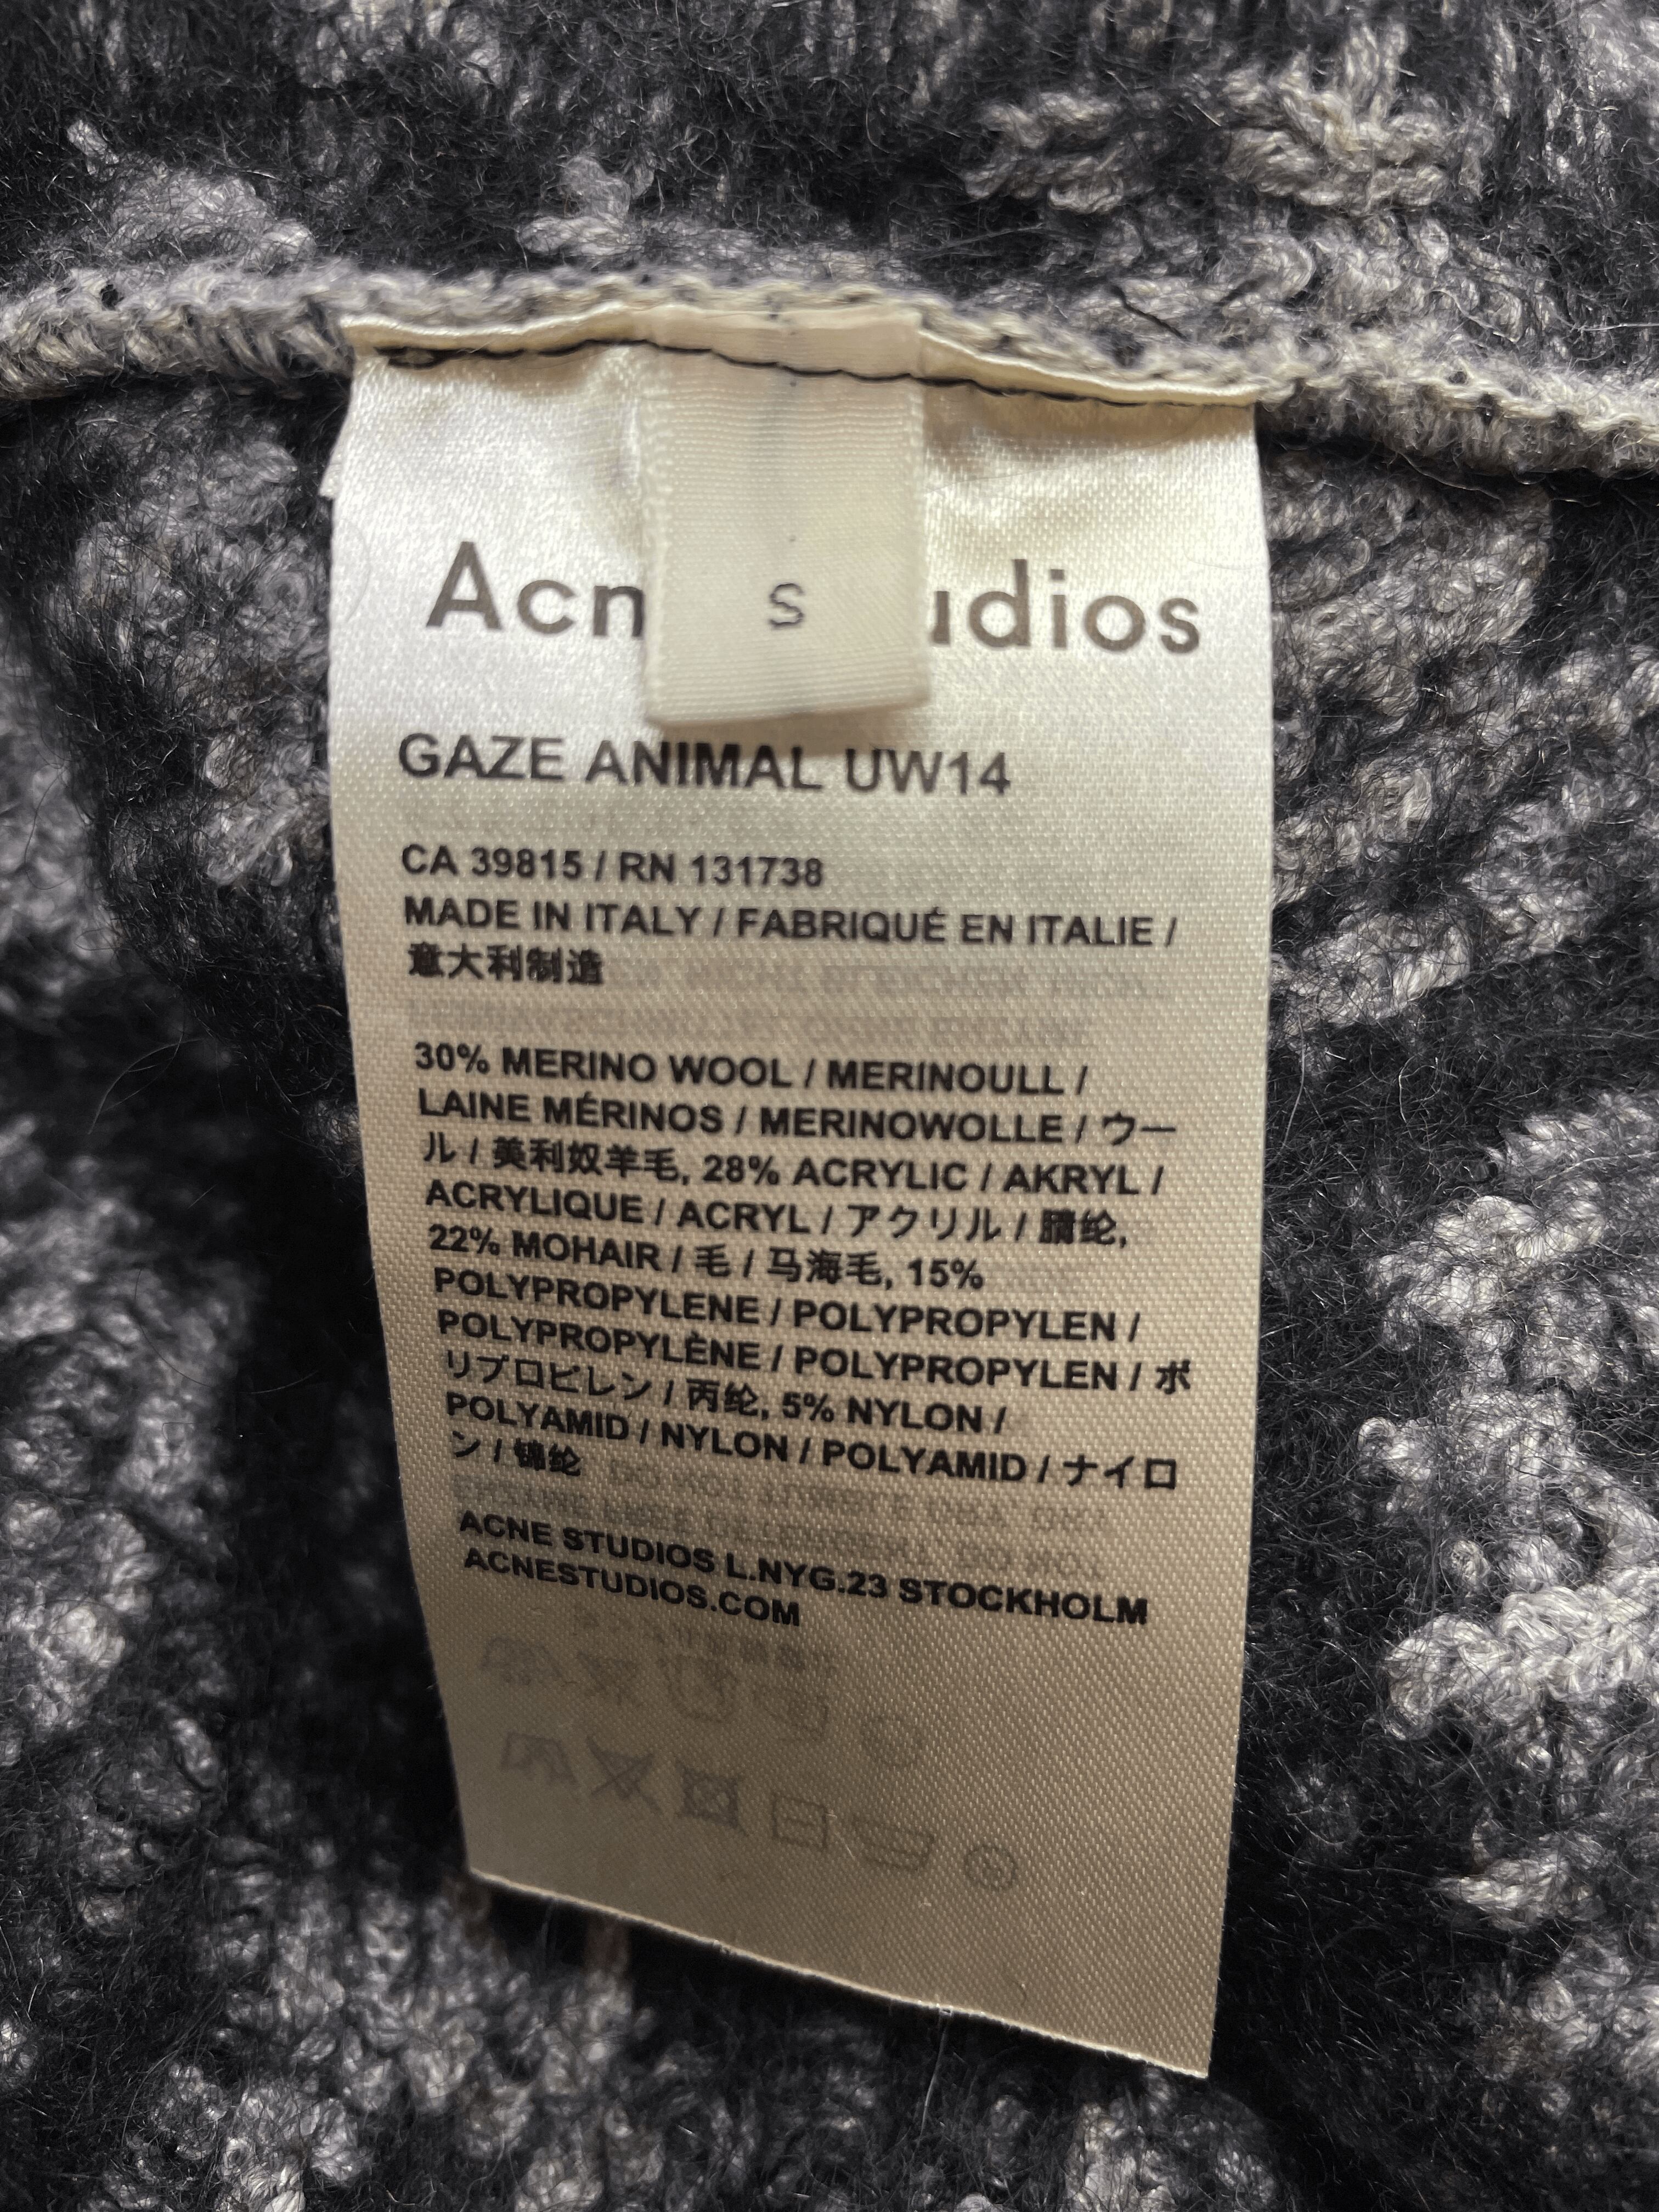 Acn
udios
S
GAZE ANIMAL UW14
CA 39815 / RN 131738
MADE IN ITALY / FABRIQUÉ EN ITALIE /
意大利制造
30% MERINO WOOL / MERINOULL /
LAINE MÉRINOS / MERINOWOLLE / ウー
ル / 美利奴羊毛, 28% ACRYLIC / AKRYL /
ACRYLIQUE / ACRYL / アクリル / 腈纶,
22% MOHAIR / 毛 / 马海毛, 15%
POLYPROPYLENE / POLYPROPYLEN /
POLYPROPYLÈNE / POLYPROPYLEN / ポ
リプロピレン / 丙纶, 5% NYLON /
POLYAMID / NYLON / POLYAMID / ナイロ
ン / 锦纶
ACNE STUDIOS L.NYG.23 STOCKHOLM
ACNESTUDIOS.COM